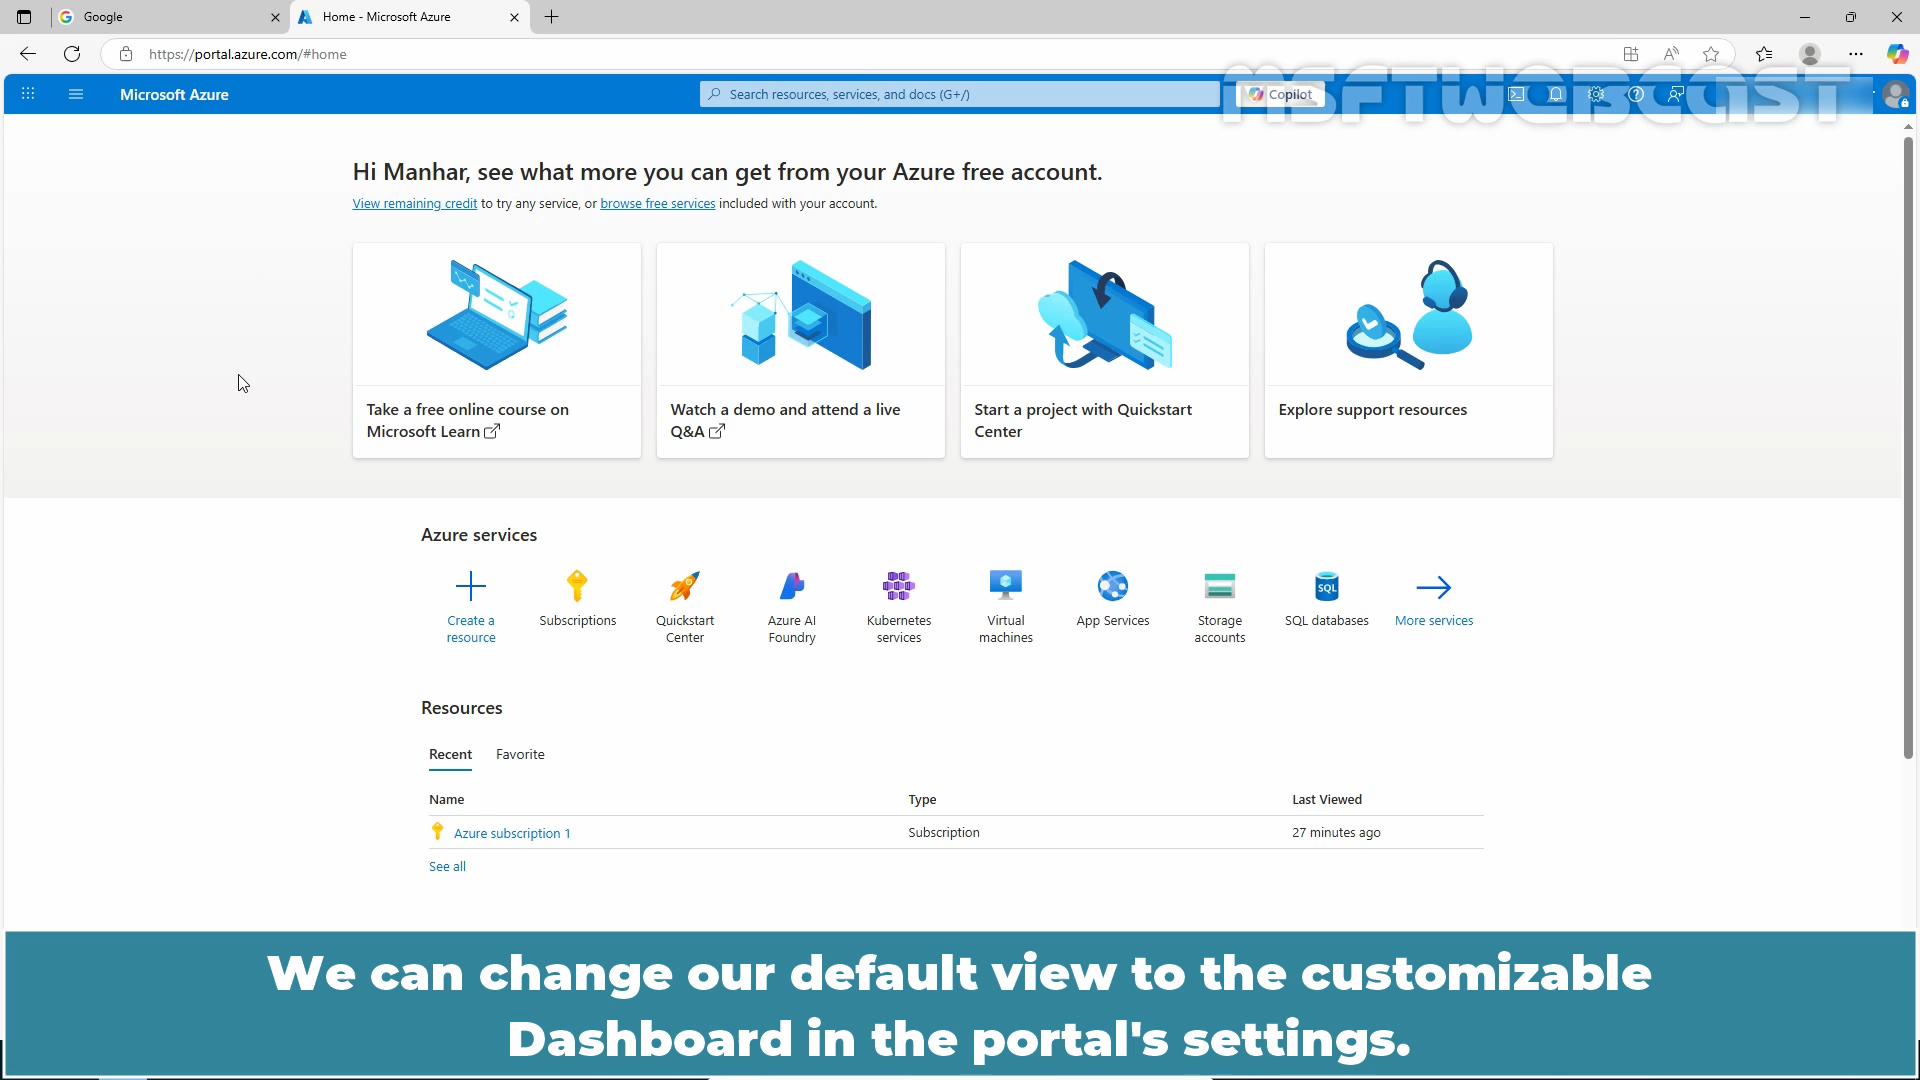 Google
Home - Microsoft Azure
https://portal.azure.com/#home
Microsoft Azure
Search resources, services, and docs (G+/)
Copilot
MSFTWEBCAST
Hi Manhar, see what more you can get from your Azure free account.
View remaining credit to try any service, or browse free services included with your account.
Take a free online course on
Microsoft Learn
Watch a demo and attend a live
Q&A
Start a project with Quickstart
Center
Explore support resources
Azure services
Create a
resource
Subscriptions
Quickstart
Center
Azure AI
Foundry
Kubernetes
services
Virtual
machines
App Services
Storage
accounts
SQL
SQL databases
More services
Resources
Recent Favorite
Name Type Last Viewed
Azure subscription 1 Subscription 27 minutes ago
See all
We can change our default view to the customizable
Dashboard in the portal's settings.